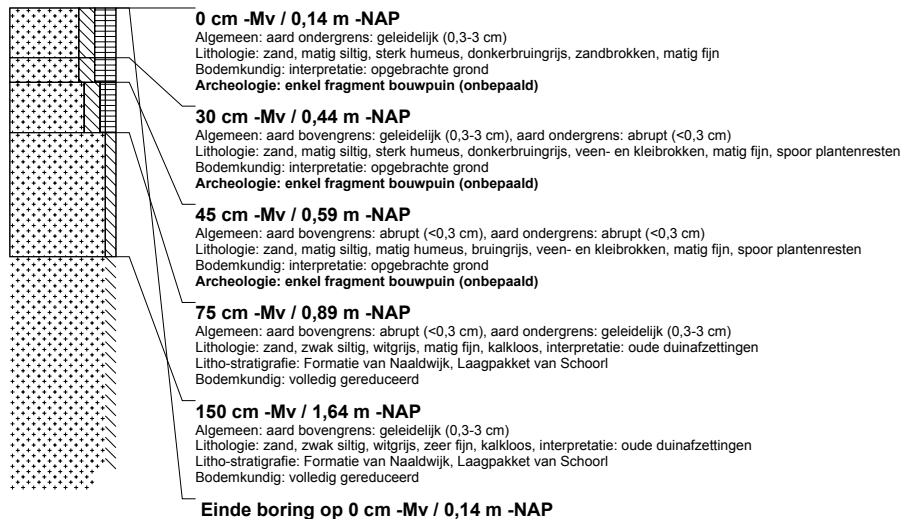 0 cm -Mv / 0,14 m -NAP
Algemeen: aard ondergrens: geleidelijk (0,3-3 cm)
Lithologie: zand, matig siltig, sterk humeus, donkerbruingrijs, zandbrokken, matig fijn
Bodemkundig: interpretatie: opgebrachte grond
Archeologie: enkel fragment bouwpuin (onbepaald)
30 cm -Mv / 0,44 m -NAP
Algemeen: aard bovengrens: geleidelijk (0,3-3 cm), aard ondergrens: abrupt (<0,3 cm)
Lithologie: zand, matig siltig, sterk humeus, donkerbruingrijs, veen- en kleibrokken, matig fijn, spoor plantenresten
Bodemkundig: interpretatie: opgebrachte grond
Archeologie: enkel fragment bouwpuin (onbepaald)
45 cm -Mv / 0,59 m -NAP
Algemeen: aard bovengrens: abrupt (<0,3 cm), aard ondergrens: abrupt (<0,3 cm)
Lithologie: zand, matig siltig, matig humeus, bruingrijs, veen- en kleibrokken, matig fijn, spoor plantenresten
Bodemkundig: interpretatie: opgebrachte grond
Archeologie: enkel fragment bouwpuin (onbepaald)
75 cm -Mv / 0,89 m -NAP
Algemeen: aard bovengrens: abrupt (<0,3 cm), aard ondergrens: geleidelijk (0,3-3 cm)
Lithologie: zand, zwak siltig, witgrijs, matig fijn, kalkloos, interpretatie: oude duinafzettingen
Litho-stratigrafie: Formatie van Naaldwijk, Laagpakket van Schoorl
Bodemkundig: volledig gereduceerd
150 cm -Mv / 1,64 m -NAP
Algemeen: aard bovengrens: geleidelijk (0,3-3 cm)
Lithologie: zand, zwak siltig, witgrijs, zeer fijn, kalkloos, interpretatie: oude duinafzettingen
Litho-stratigrafie: Formatie van Naaldwijk, Laagpakket van Schoorl
Bodemkundig: volledig gereduceerd
Einde boring op 0 cm -Mv / 0,14 m -NAP